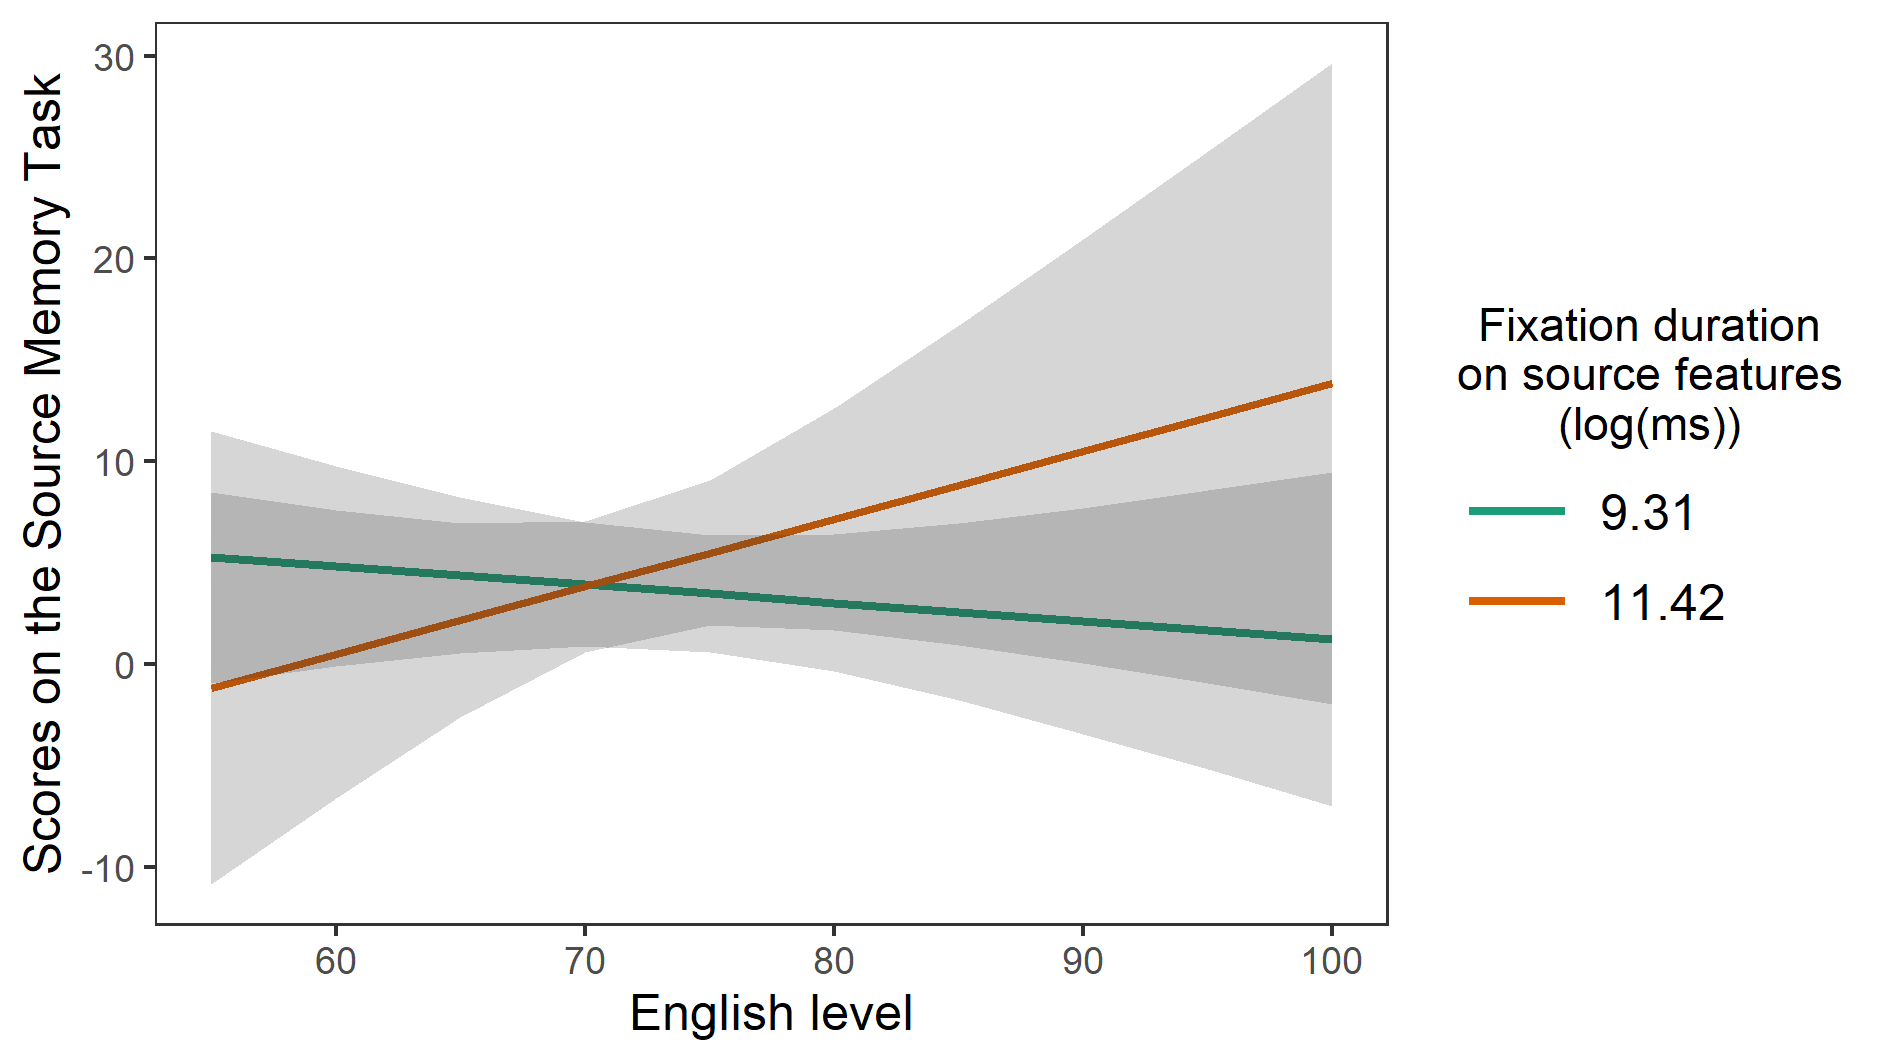 Scores on the Source Memory Task
30
20
10
0
-10
60
70
80
90
100
English level
Fixation duration
on source features
(log(ms))
9.31
11.42